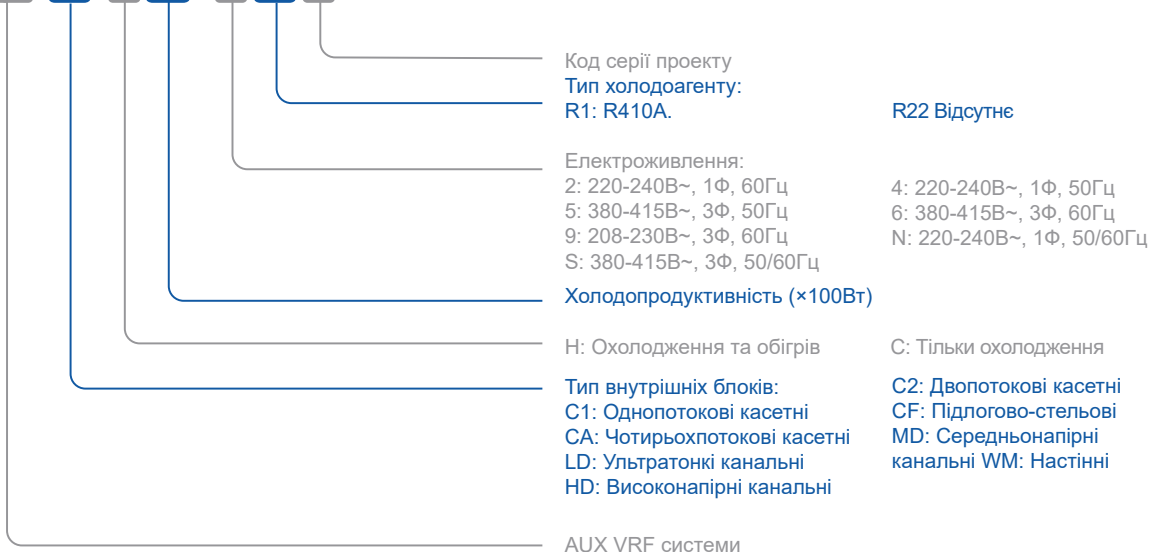 Код серії проекту
Тип холодоагенту:
R1: R410A. R22 Відсутнє
Електроживлення:
2: 220-240В~, 1Ф, 60Гц 4: 220-240В~, 1Ф, 50Гц
5: 380-415В~, 3Ф, 50Гц 6: 380-415В~, 3Ф, 60Гц
9: 208-230В~, 3Ф, 60Гц N: 220-240В~, 1Ф, 50/60Гц
S: 380-415В~, 3Ф, 50/60Гц
Холодопродуктивність (×100Вт)
H: Охолодження та обігрів C: Тільки охолодження
Тип внутрішніх блоків: C2: Двопотокові касетні
C1: Однопотокові касетні CF: Підлогово-стельові
CA: Чотирьохпотокові касетні MD: Середньонапірні
LD: Ультратонкі канальні канальні WM: Настінні
HD: Високонапірні канальні
AUX VRF системи